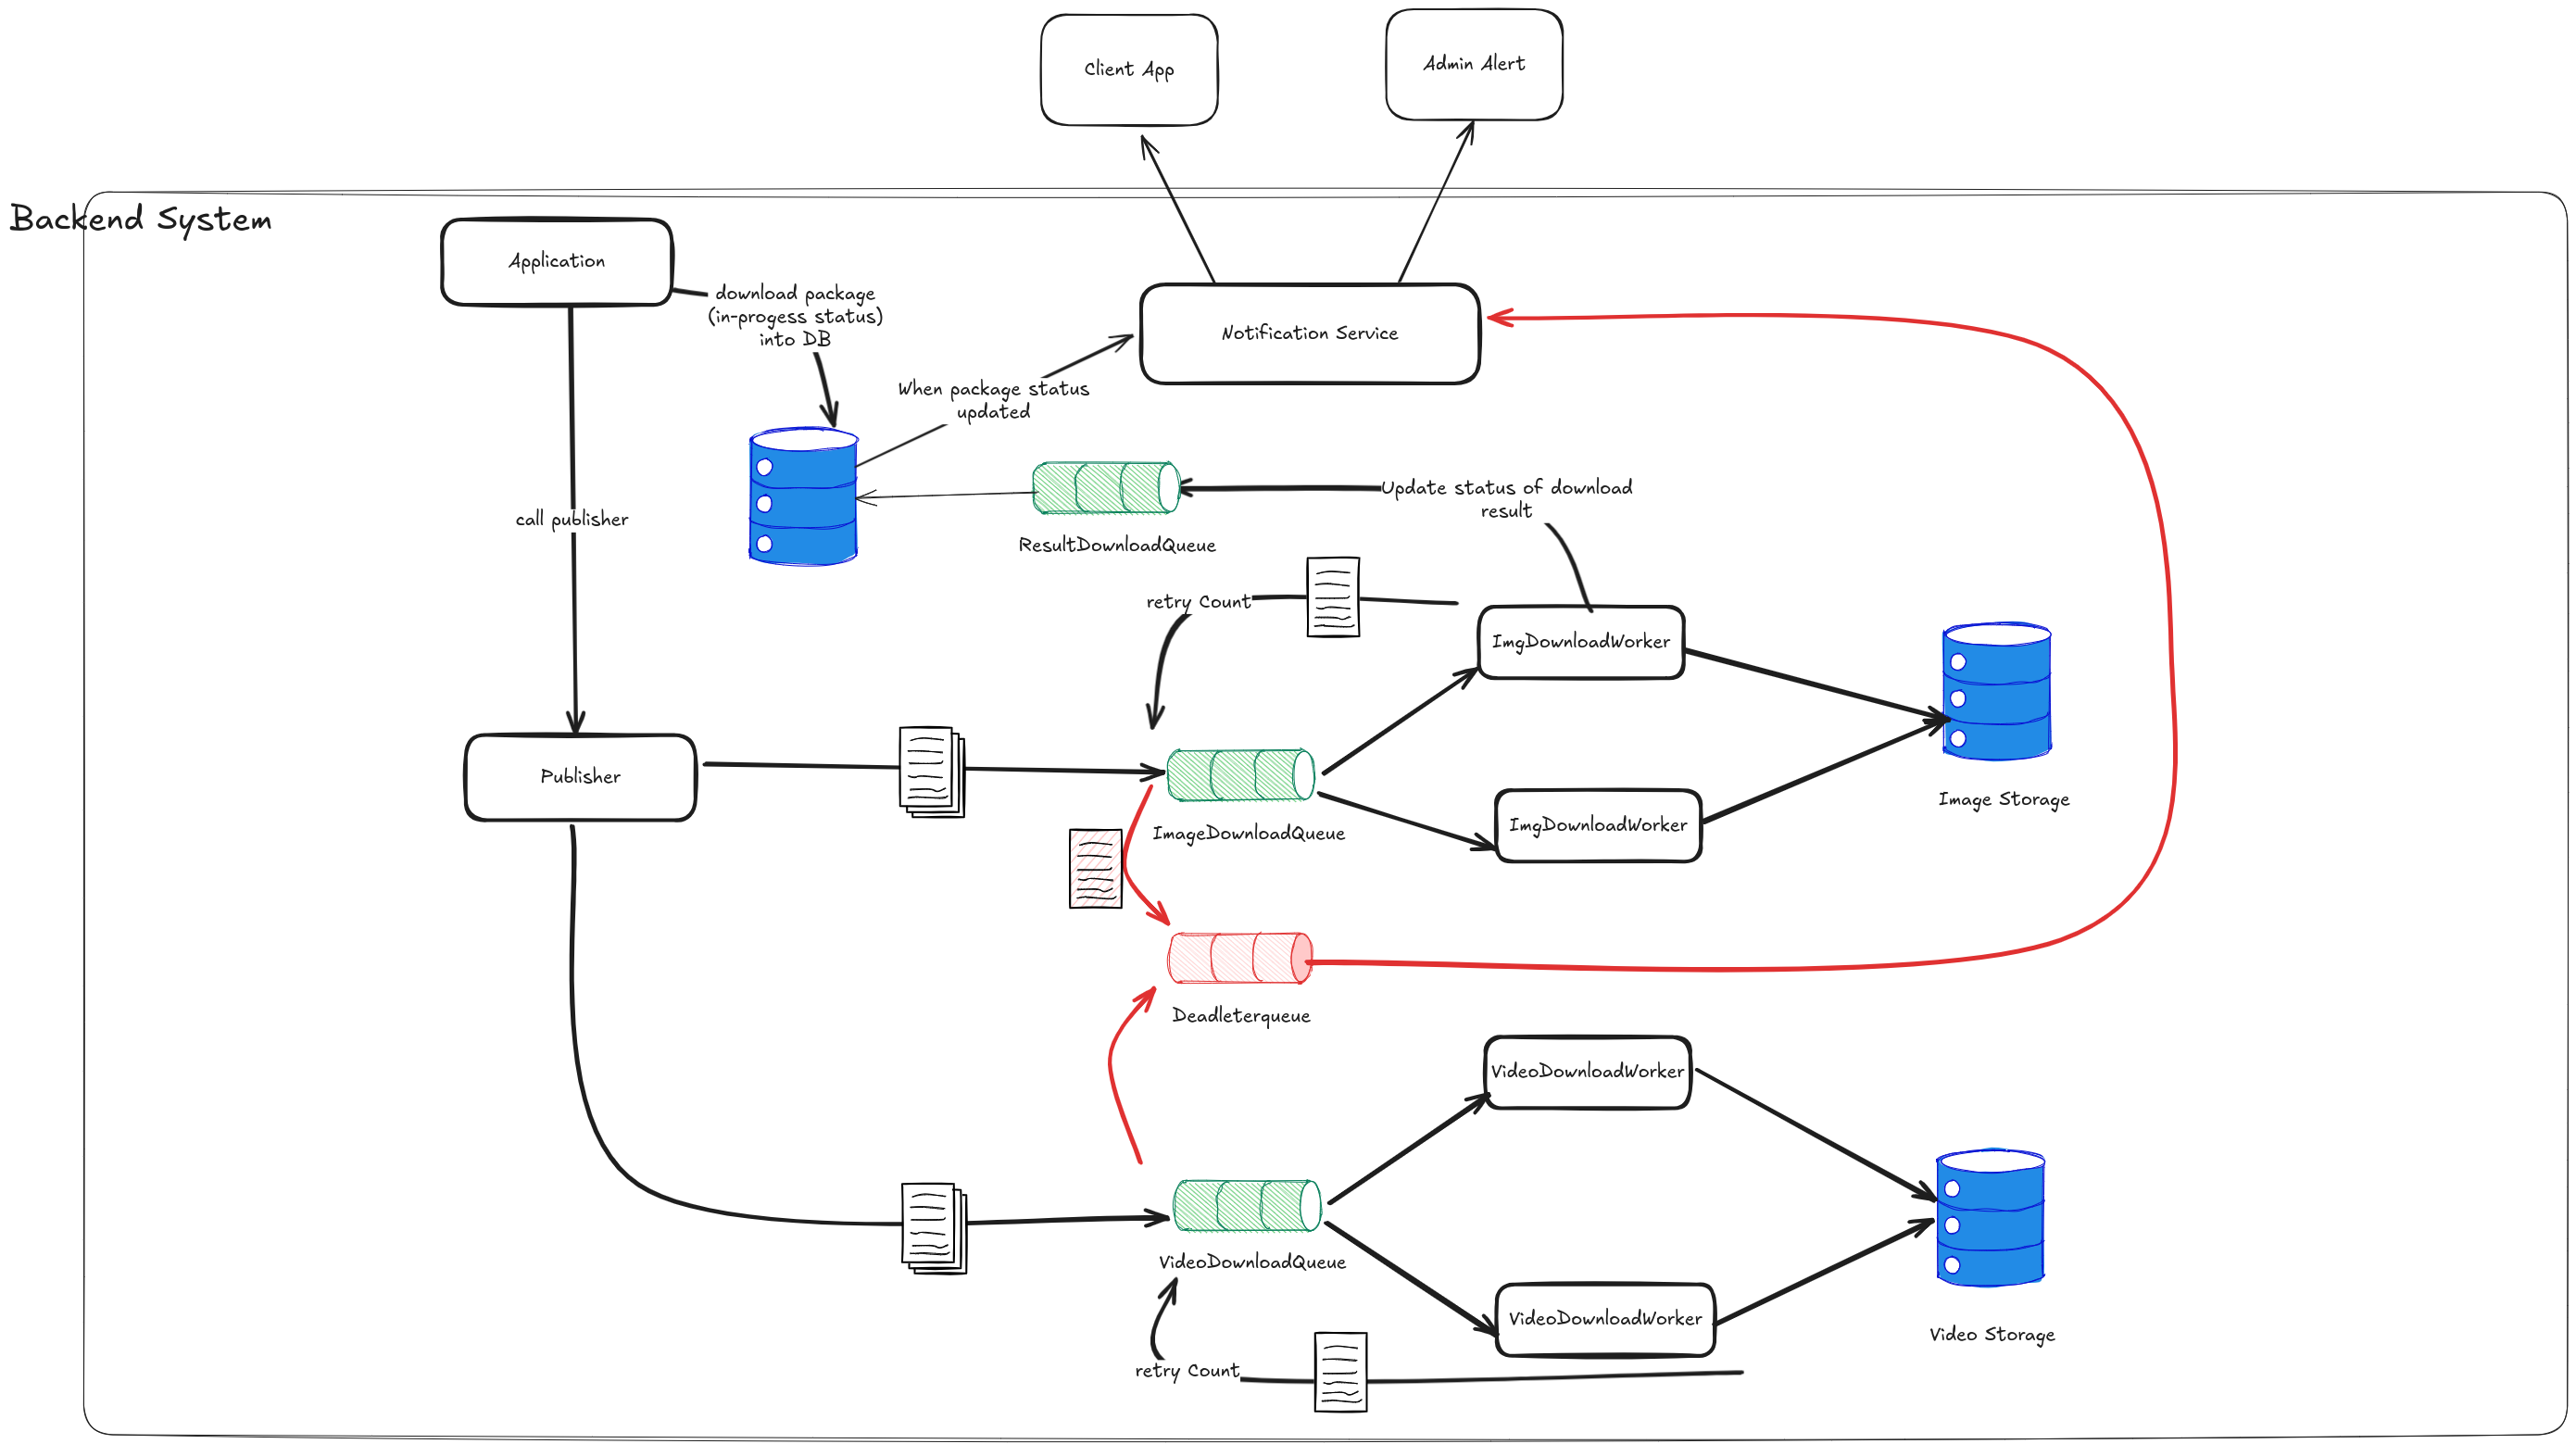 Client App
Admin Alert
Backend System
Application
download package
(in-progess status)
into DB
Notification Service
When package status
updated
Update status of download
result
call publisher
ResultDownloadQueue
retry Count
ImgDownloadWorker
Publisher
Image Storage
ImageDownloadQueue
ImgDownloadWorker
Deadleterqueue
VideoDownloadWorker
VideoDownloadQueue
VideoDownloadWorker
Video Storage
retry Count